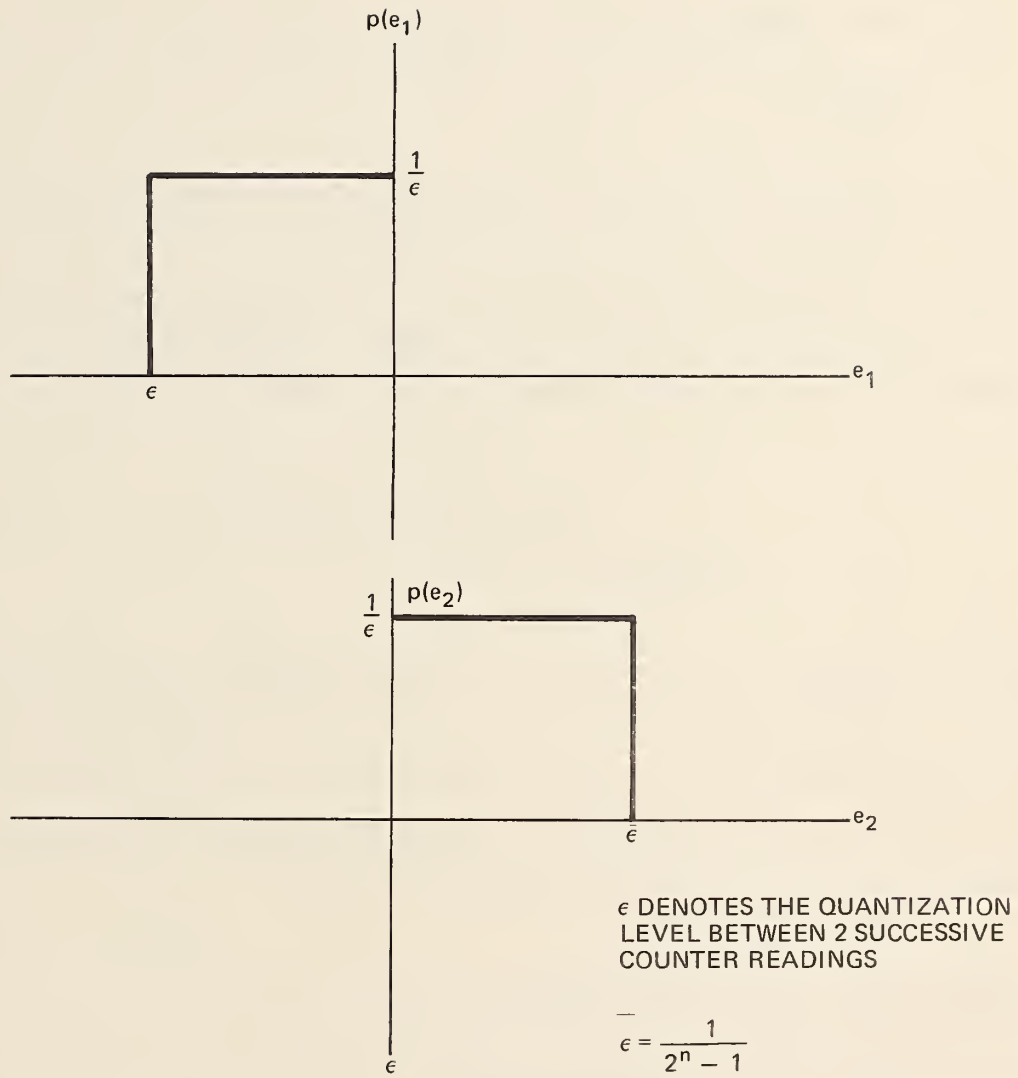 p(e₁)
1/ϵ
ϵ
e₁
1/ϵ
p(e₂)
e₂
ϵ̄
ϵ DENOTES THE QUANTIZATION
LEVEL BETWEEN 2 SUCCESSIVE
COUNTER READINGS
ϵ̄ = 1/(2ⁿ − 1)
ϵ